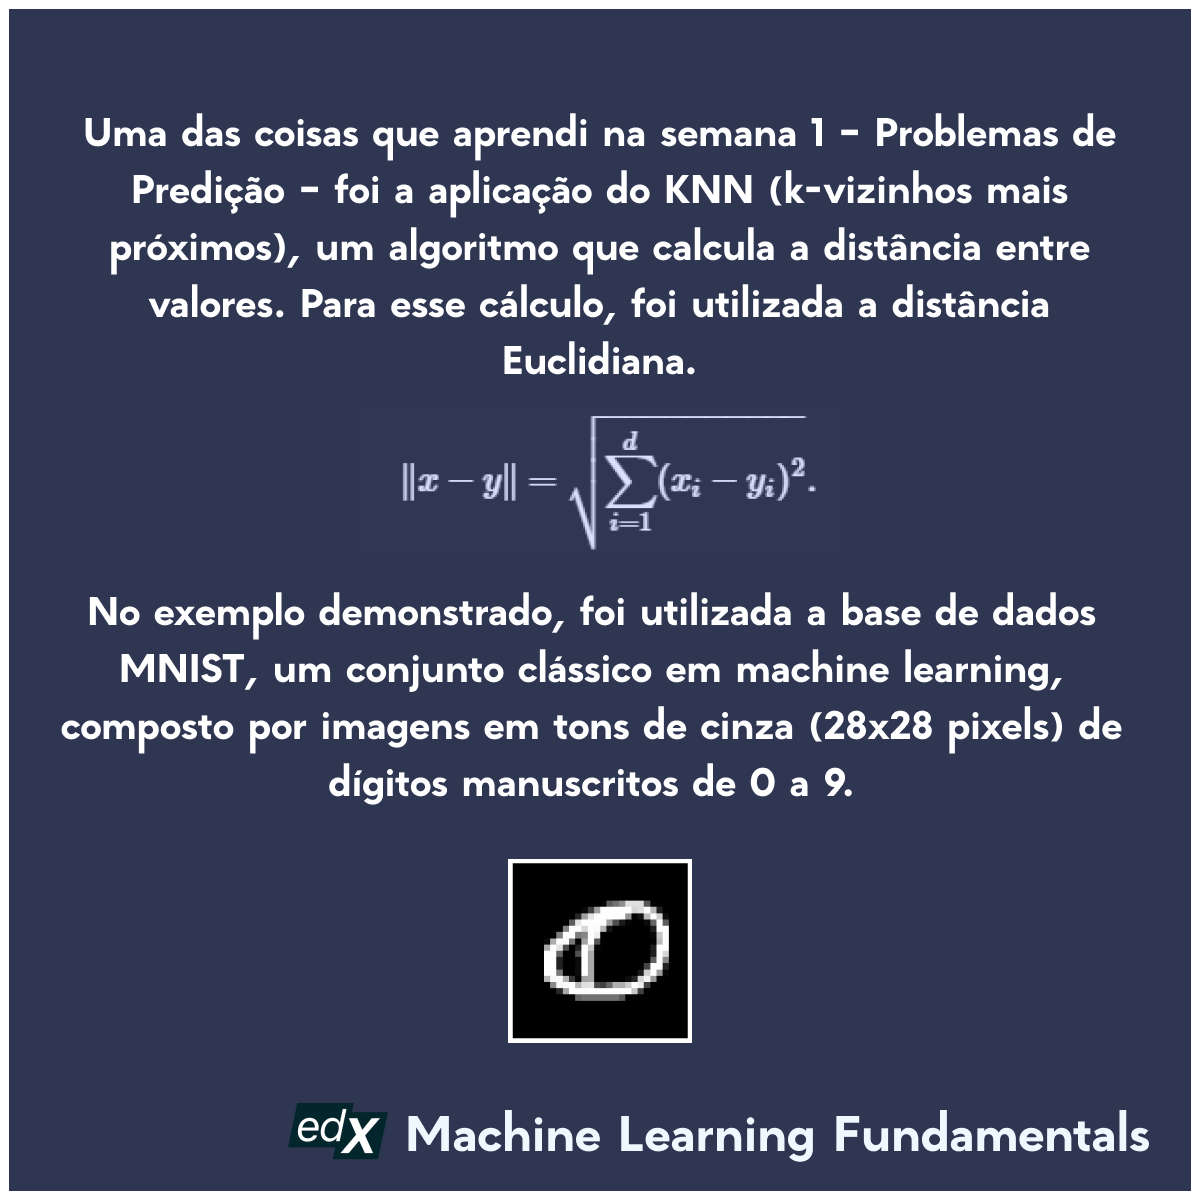 Uma das coisas que aprendi na semana 1 – Problemas de
Predição – foi a aplicação do KNN (k-vizinhos mais
próximos), um algoritmo que calcula a distância entre
valores. Para esse cálculo, foi utilizada a distância
Euclidiana.
‖x − y‖ = √∑_{i=1}^{d}(x_i − y_i)^2.
No exemplo demonstrado, foi utilizada a base de dados
MNIST, um conjunto clássico em machine learning,
composto por imagens em tons de cinza (28x28 pixels) de
dígitos manuscritos de 0 a 9.
0
edX Machine Learning Fundamentals